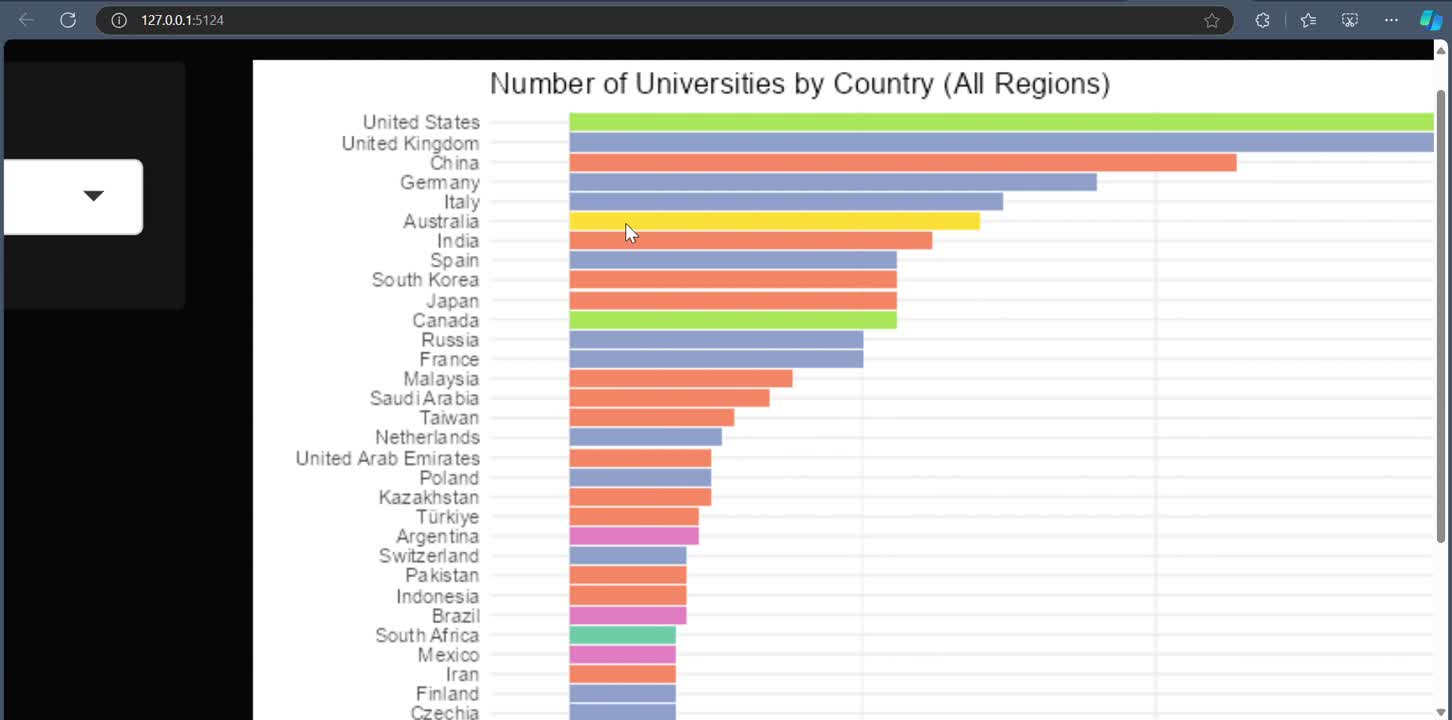 127.0.0.1:5124
Number of Universities by Country (All Regions)
United States
United Kingdom
China
Germany
Italy
Australia
India
Spain
South Korea
Japan
Canada
Russia
France
Malaysia
Saudi Arabia
Taiwan
Netherlands
United Arab Emirates
Poland
Kazakhstan
Türkiye
Argentina
Switzerland
Pakistan
Indonesia
Brazil
South Africa
Mexico
Iran
Finland
Czechia